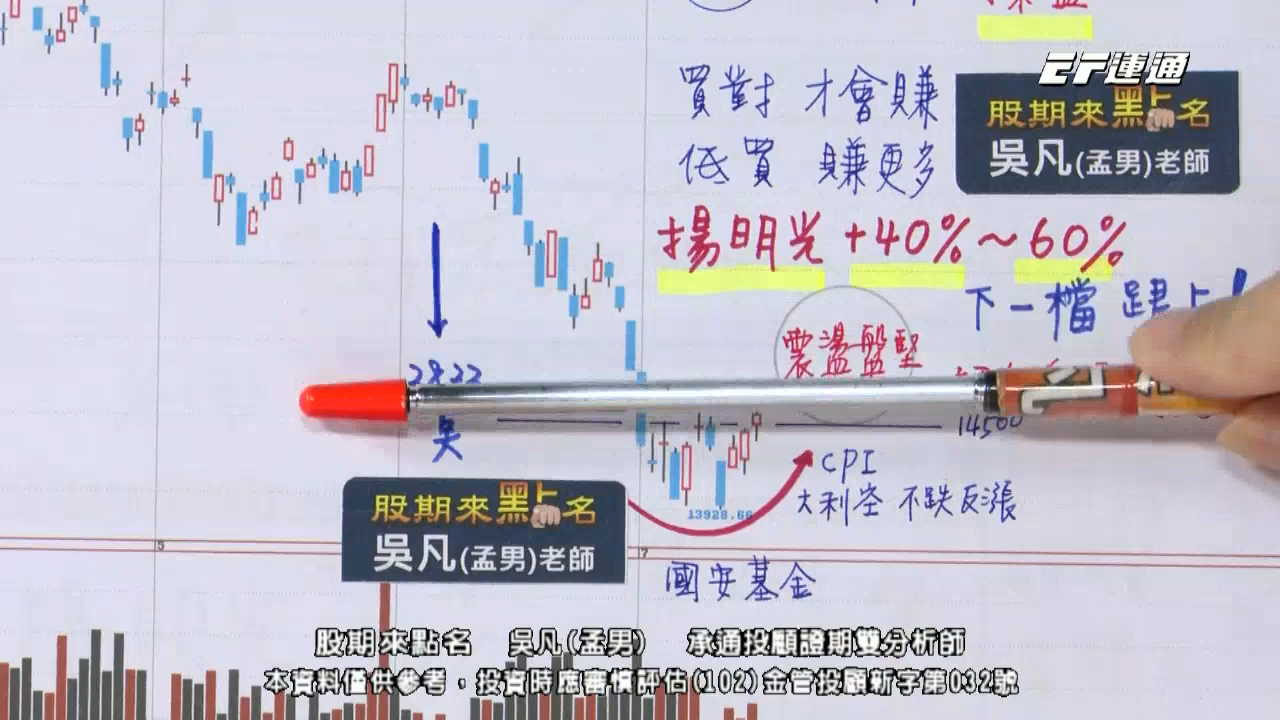 EF運通
買對 才會賺
股期來點名
吳凡(孟男)老師
低買 賺更多
揚明光 +40%~60%
下一檔 跟上!
震盪盤堅
2822
吳
14500
CPI
大利空 不跌反漲
13928.66
股期來點名
吳凡(孟男)老師
5
7
國安基金
股期來點名 吳凡(孟男) 承通投顧證期雙分析師
本資料僅供參考,投資時應審慎評估(102)金管投顧新字第032號